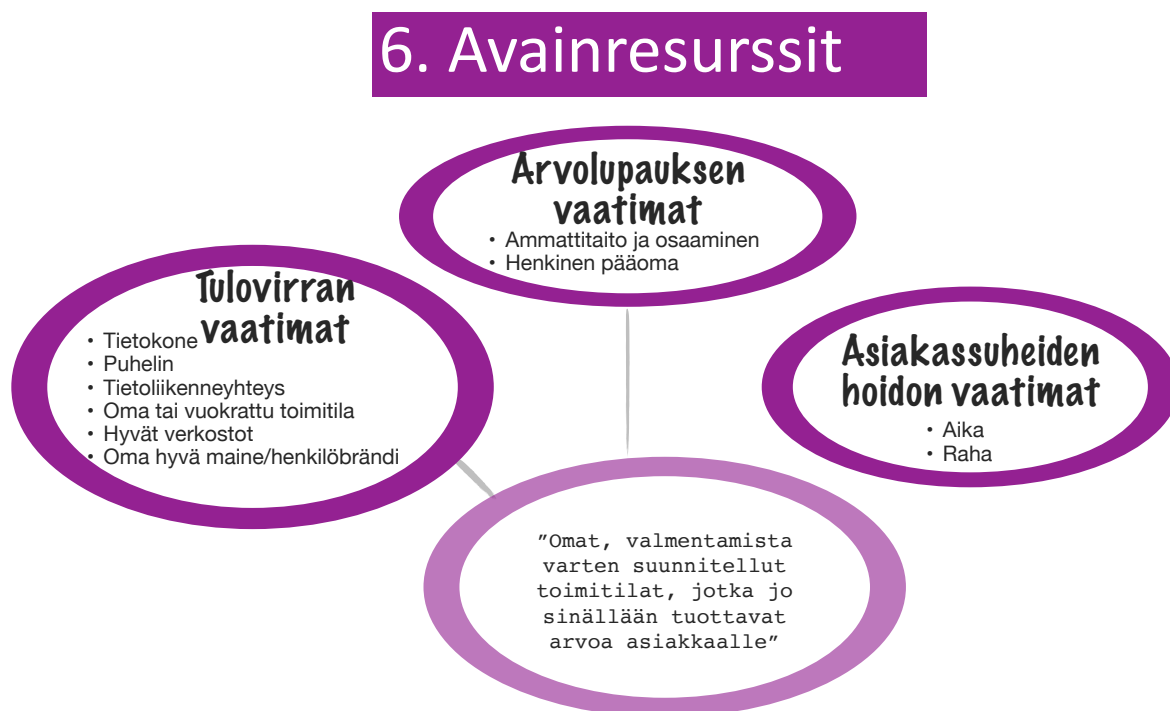 6. Avainresurssit
Arvolupauksen
vaatimat
• Ammattitaito ja osaaminen
• Henkinen pääoma
Tulovirran
vaatimat
• Tietokone
• Puhelin
• Tietoliikenneyhteys
• Oma tai vuokrattu toimitila
• Hyvät verkostot
• Oma hyvä maine/henkilöbrändi
Asiakassuheiden
hoidon vaatimat
• Aika
• Raha
”Omat, valmentamista
varten suunnitellut
toimitilat, jotka jo
sinällään tuottavat
arvoa asiakkaalle”